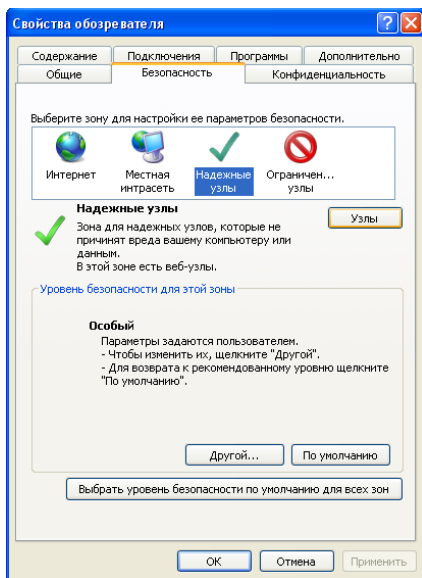 Свойства обозревателя
Содержание Подключения Программы Дополнительно
Общие Безопасность Конфиденциальность
Выберите зону для настройки ее параметров безопасности.
Интернет Местная интрасеть Надежные узлы Ограничен... узлы
Надежные узлы
Узлы
Зона для надежных узлов, которые не
причинят вреда вашему компьютеру или
данным.
В этой зоне есть веб-узлы.
Уровень безопасности для этой зоны
Особый
Параметры задаются пользователем.
- Чтобы изменить их, щелкните "Другой".
- Для возврата к рекомендованному уровню щелкните
"По умолчанию".
Другой... По умолчанию
Выбрать уровень безопасности по умолчанию для всех зон
ОК Отмена Применить